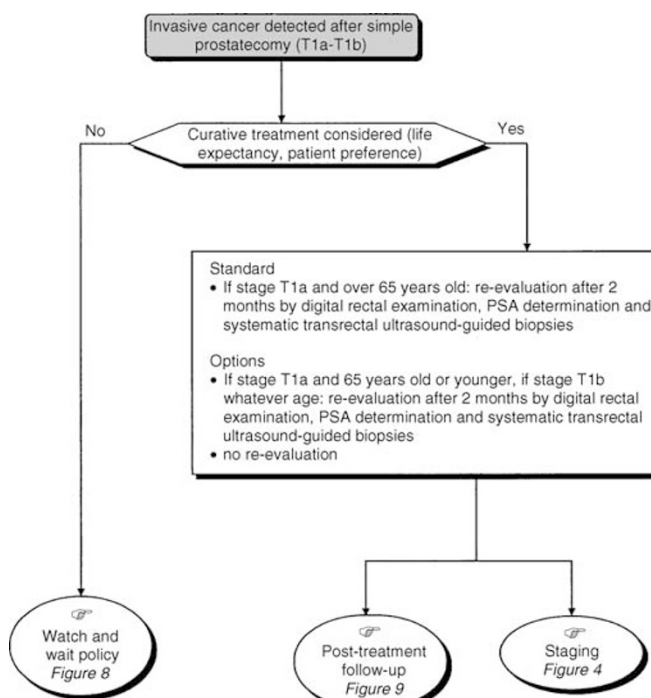 Invasive cancer detected after simple
prostatecomy (T1a-T1b)
No
Curative treatment considered (life
expectancy, patient preference)
Yes
Standard
• If stage T1a and over 65 years old: re-evaluation after 2
months by digital rectal examination, PSA determination and
systematic transrectal ultrasound-guided biopsies
Options
• If stage T1a and 65 years old or younger, if stage T1b
whatever age: re-evaluation after 2 months by digital rectal
examination, PSA determination and systematic transrectal
ultrasound-guided biopsies
• no re-evaluation
Watch and
wait policy
Figure 8
Post-treatment
follow-up
Figure 9
Staging
Figure 4